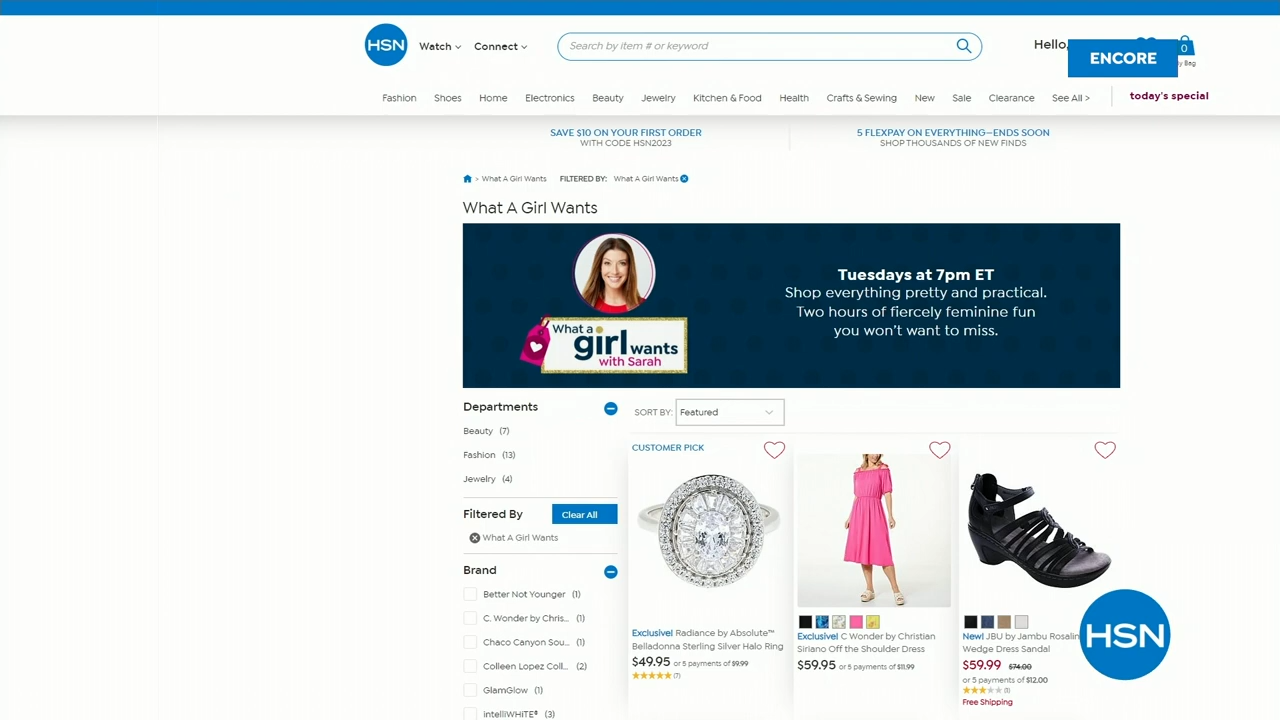 HSN
Watch
Connect
Search by item # or keyword
Hello,
ENCORE
0
Bag
Fashion
Shoes
Home
Electronics
Beauty
Jewelry
Kitchen & Food
Health
Crafts & Sewing
New
Sale
Clearance
See All >
today's special
SAVE $10 ON YOUR FIRST ORDER
WITH CODE HSN2023
5 FLEXPAY ON EVERYTHING—ENDS SOON
SHOP THOUSANDS OF NEW FINDS
> What A Girl Wants
FILTERED BY: What A Girl Wants
What A Girl Wants
What a
girl wants
with Sarah
Tuesdays at 7pm ET
Shop everything pretty and practical.
Two hours of fiercely feminine fun
you won't want to miss.
Departments
Beauty (7)
Fashion (13)
Jewelry (4)
Filtered By
Clear All
What A Girl Wants
Brand
Better Not Younger (1)
C. Wonder by Chris... (1)
Chaco Canyon Sou... (1)
Colleen Lopez Coll... (2)
GlamGlow (1)
intelliWHiTE® (3)
SORT BY: Featured
CUSTOMER PICK
Exclusive! Radiance by Absolute™
Belladonna Sterling Silver Halo Ring
$49.95 or 5 payments of $9.99
(7)
Exclusive! C Wonder by Christian
Siriano Off the Shoulder Dress
$59.95 or 5 payments of $11.99
New! JBU by Jambu Rosalin
Wedge Dress Sandal
$59.99 $74.00
or 5 payments of $12.00
Free Shipping
HSN